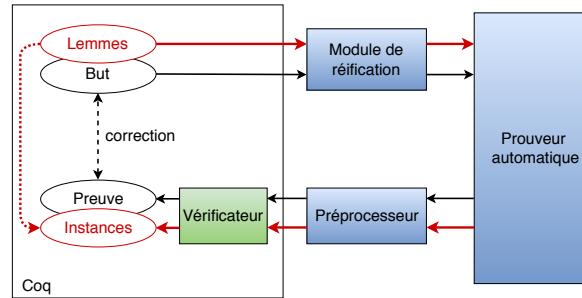 Lemmes
But
Module de
réification
Prouveur
automatique
correction
Preuve
Instances
Vérificateur
Préprocesseur
Coq